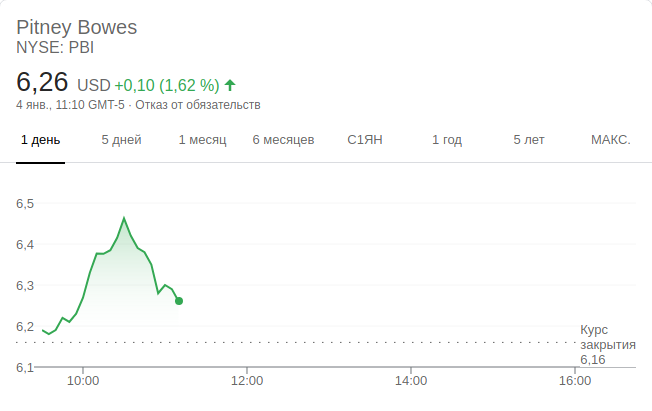 Pitney Bowes
NYSE: PBI
6,26 USD +0,10 (1,62 %)
4 янв., 11:10 GMT-5 · Отказ от обязательств
1 день 5 дней 1 месяц 6 месяцев С1ЯН 1 год 5 лет МАКС.
6,5
6,4
6,3
6,2
6,1
Курс
закрытия
6,16
10:00 12:00 14:00 16:00